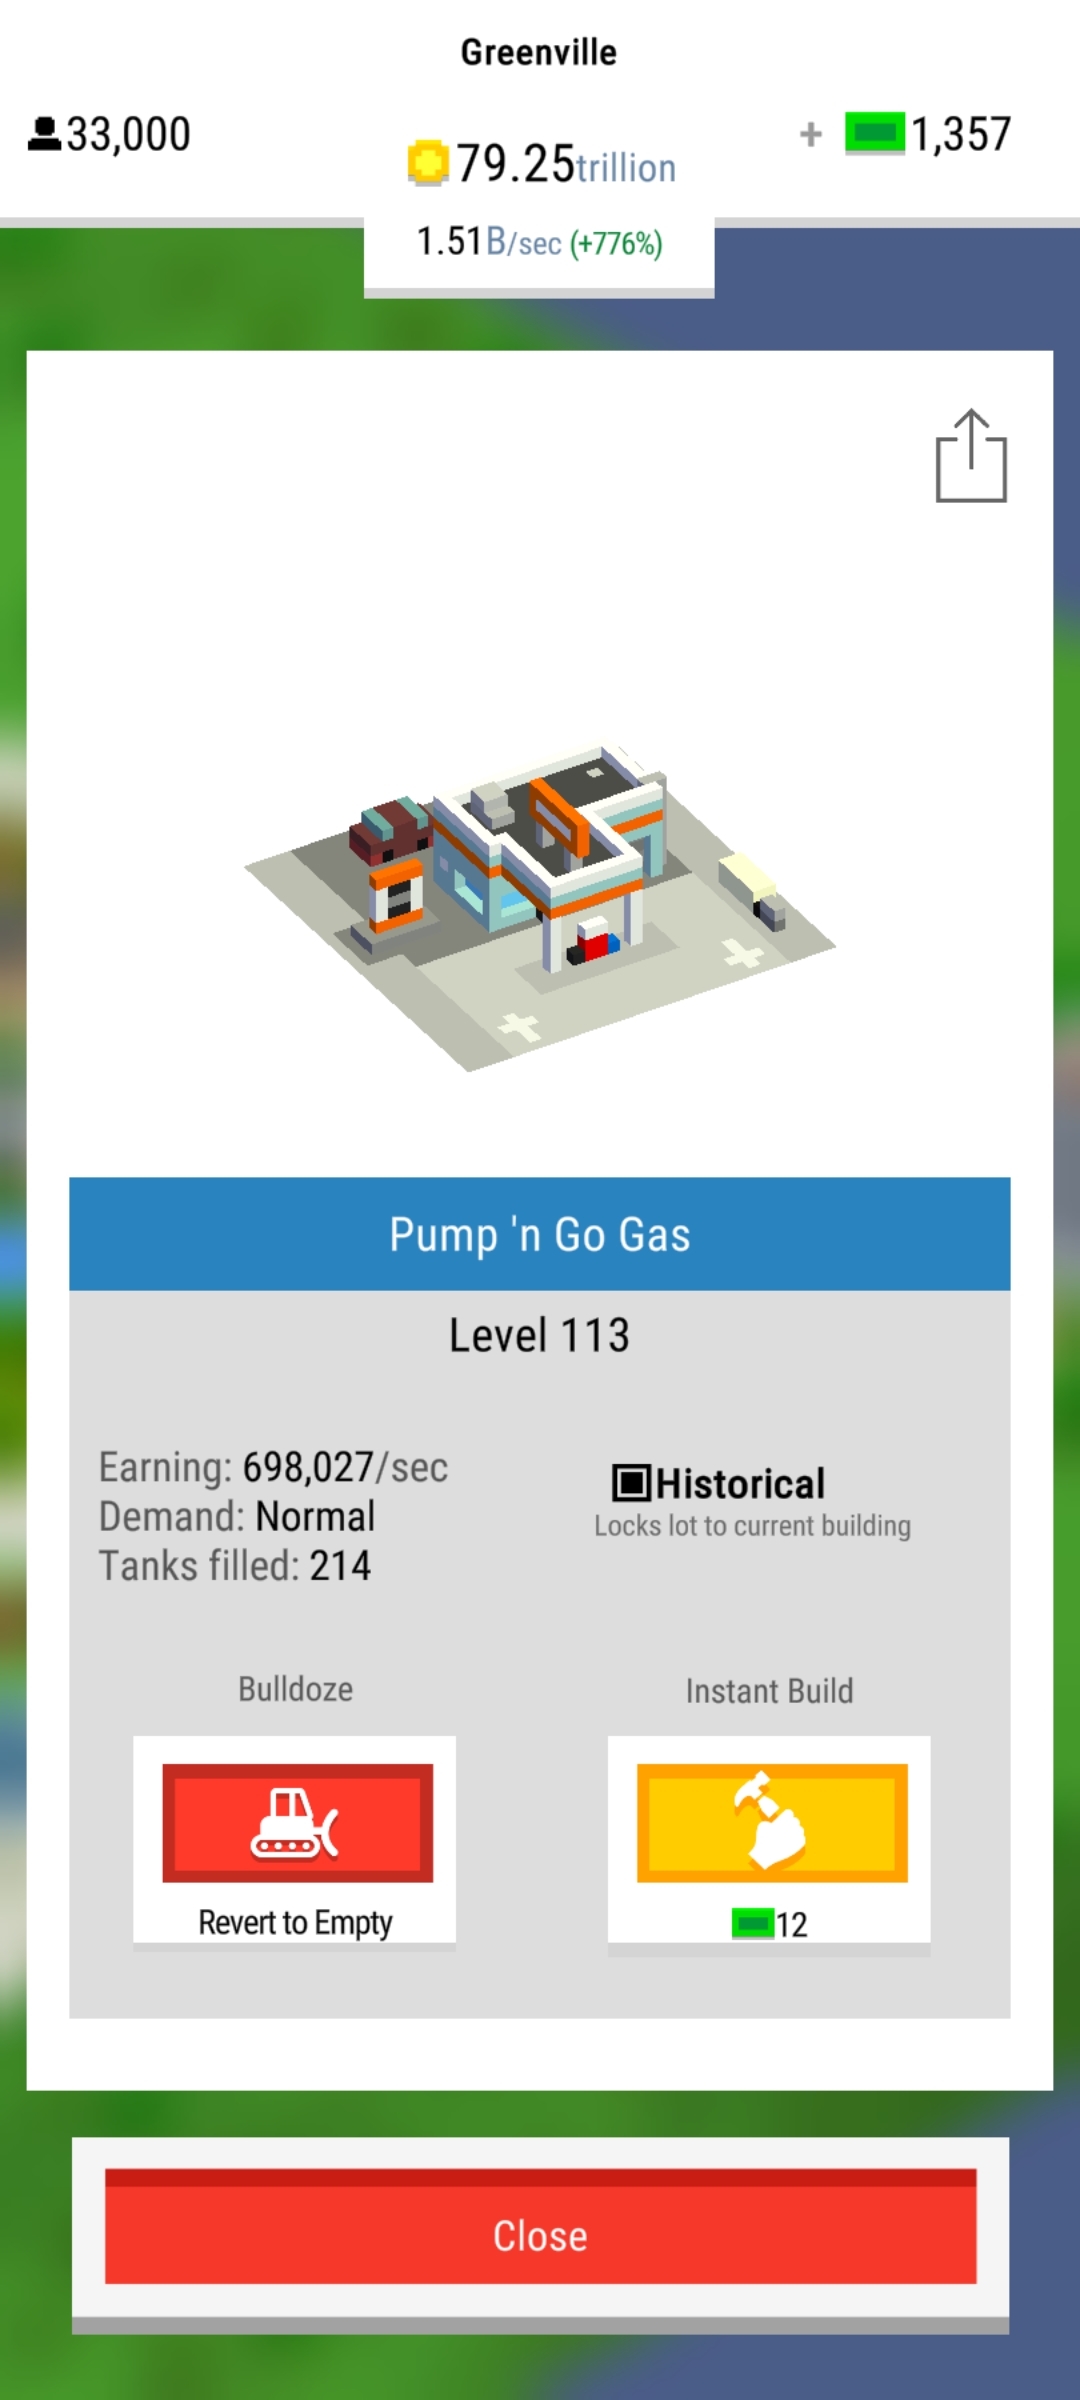 Greenville
33,000
79.25trillion
+ 1,357
1.51B/sec (+776%)
Pump 'n Go Gas
Level 113
Earning: 698,027/sec
Demand: Normal
Tanks filled: 214
Historical
Locks lot to current building
Bulldoze
Revert to Empty
Instant Build
12
Close